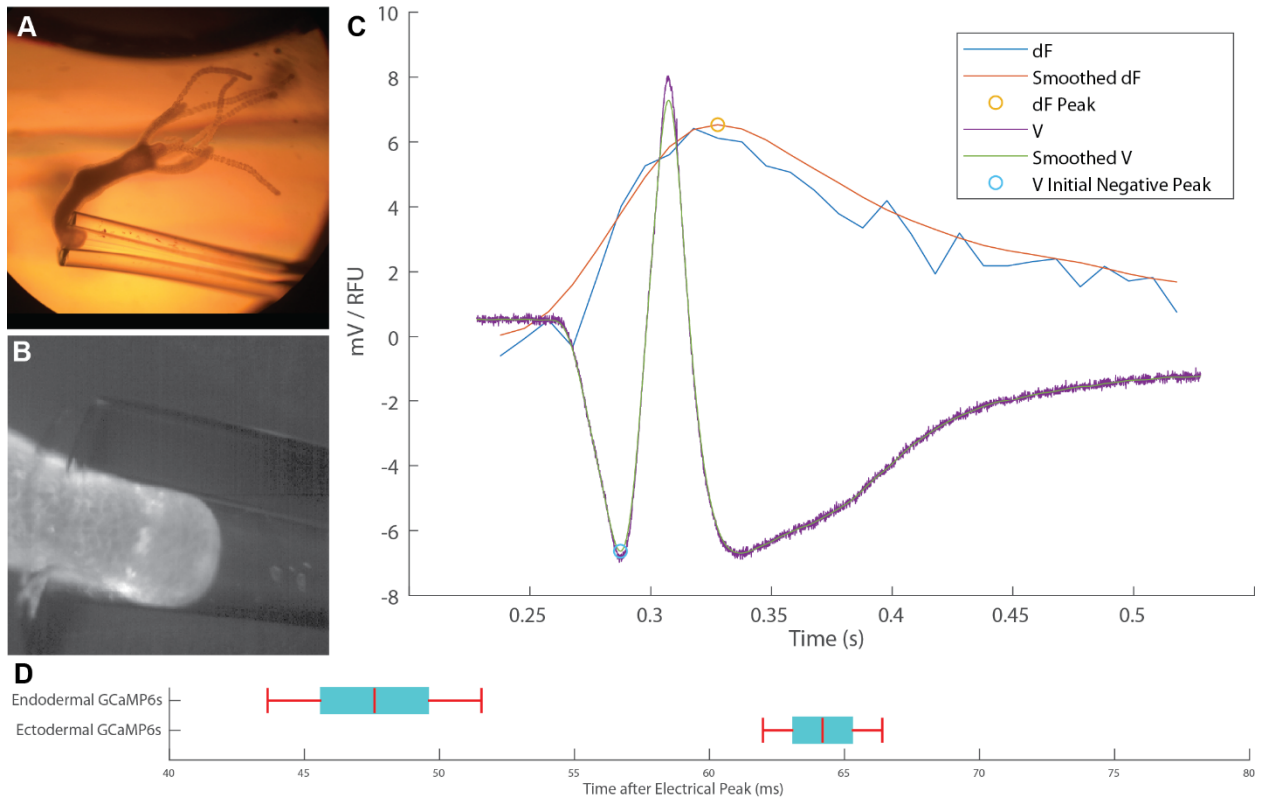 A
B
C
mV / RFU
10
8
6
4
2
0
-2
-4
-6
-8
0.25 0.3 0.35 0.4 0.45 0.5
Time (s)
dF
Smoothed dF
dF Peak
V
Smoothed V
V Initial Negative Peak
D
Endodermal GCaMP6s
Ectodermal GCaMP6s
40 45 50 55 60 65 70 75 80
Time after Electrical Peak (ms)